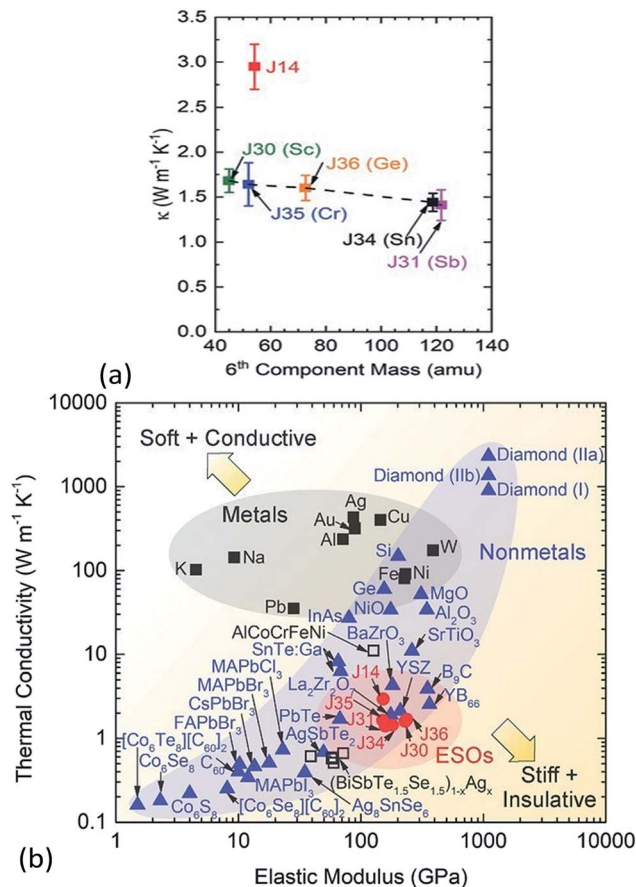 3.5
3.0
2.5
2.0
1.5
1.0
0.5
0.0
κ (W m⁻¹ K⁻¹)
J14
J30 (Sc)
J36 (Ge)
J35 (Cr)
J34 (Sn)
J31 (Sb)
40 60 80 100 120 140
6th Component Mass (amu)
(a)
10000
1000
100
10
1
0.1
Thermal Conductivity (W m⁻¹ K⁻¹)
Soft + Conductive
Diamond (IIa)
Diamond (IIb)
Diamond (I)
Metals
Ag
Au
Cu
Al
Nonmetals
Si
W
K
Na
Fe
Ni
Ge
MgO
Pb
NiO
Al₂O₃
InAs
BaZrO₃
SrTiO₃
AlCoCrFeNi
SnTe:Ga
J14
YSZ
B₉C
MAPbCl₃
La₂Zr₂O
YB₆₆
MAPbBr₃
J35
CsPbBr₃
PbTe
J31
J36
FAPbBr₃
AgSbTe₂
J34
J30
ESOs
[Co₆Te₈][C₆₀]₂
Co₆Se₈
C₆₀
MAPbI₃
(BiSbTe₁.₅Se₁.₅)₁₋ₓAgₓ
Stiff +
Insulative
Co₆S₈
[Co₆Se₈][C₆₀]₂
Ag₈SnSe₆
1 10 100 1000 10000
Elastic Modulus (GPa)
(b)